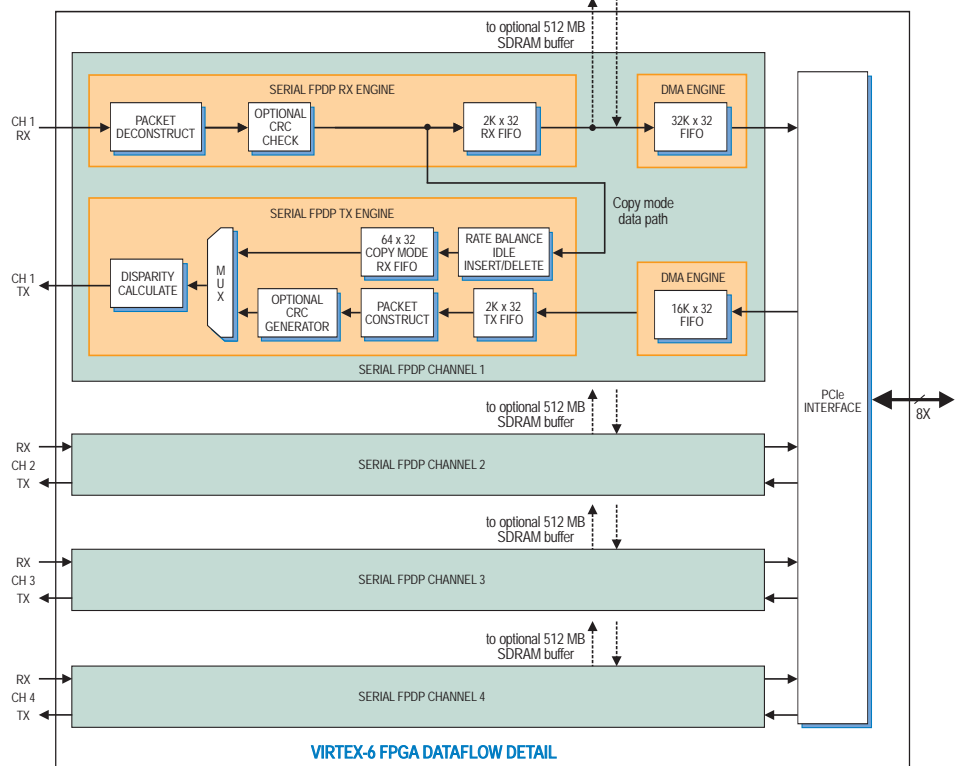 to optional 512 MB
SDRAM buffer
SERIAL FPDP RX ENGINE
DMA ENGINE
CH 1
RX
PACKET
DECONSTRUCT
OPTIONAL
CRC
CHECK
2K x 32
RX FIFO
32K x 32
FIFO
Copy mode
data path
SERIAL FPDP TX ENGINE
64 x 32
COPY MODE
RX FIFO
RATE BALANCE
IDLE
INSERT/DELETE
CH 1
TX
DISPARITY
CALCULATE
M
U
X
OPTIONAL
CRC
GENERATOR
PACKET
CONSTRUCT
2K x 32
TX FIFO
DMA ENGINE
16K x 32
FIFO
SERIAL FPDP CHANNEL 1
PCIe
INTERFACE
8X
to optional 512 MB
SDRAM buffer
RX
CH 2
TX
SERIAL FPDP CHANNEL 2
to optional 512 MB
SDRAM buffer
RX
CH 3
TX
SERIAL FPDP CHANNEL 3
to optional 512 MB
SDRAM buffer
RX
CH 4
TX
SERIAL FPDP CHANNEL 4
VIRTEX-6 FPGA DATAFLOW DETAIL